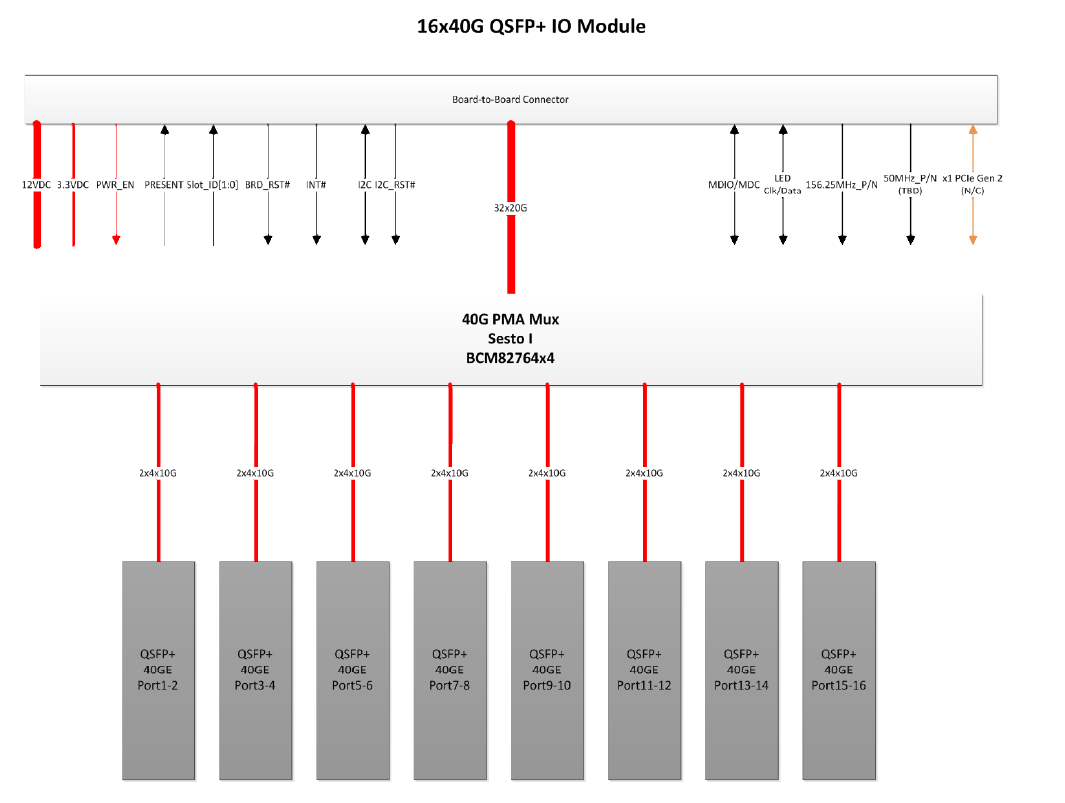 16x40G QSFP+ IO Module
Board-to-Board Connector
12VDC 3.3VDC PWR_EN PRESENT Slot_ID[1:0] BRD_RST# INT# I2C I2C_RST#
MDIO/MDC
LED
Clk/Data
156.25MHz_P/N
50MHz_P/N
(TBD)
x1 PCIe Gen 2
(N/C)
32x20G
40G PMA Mux
Sesto I
BCM82764x4
2x4x10G 2x4x10G 2x4x10G 2x4x10G 2x4x10G 2x4x10G 2x4x10G 2x4x10G
QSFP+
40GE
Port1-2
QSFP+
40GE
Port3-4
QSFP+
40GE
Port5-6
QSFP+
40GE
Port7-8
QSFP+
40GE
Port9-10
QSFP+
40GE
Port11-12
QSFP+
40GE
Port13-14
QSFP+
40GE
Port15-16